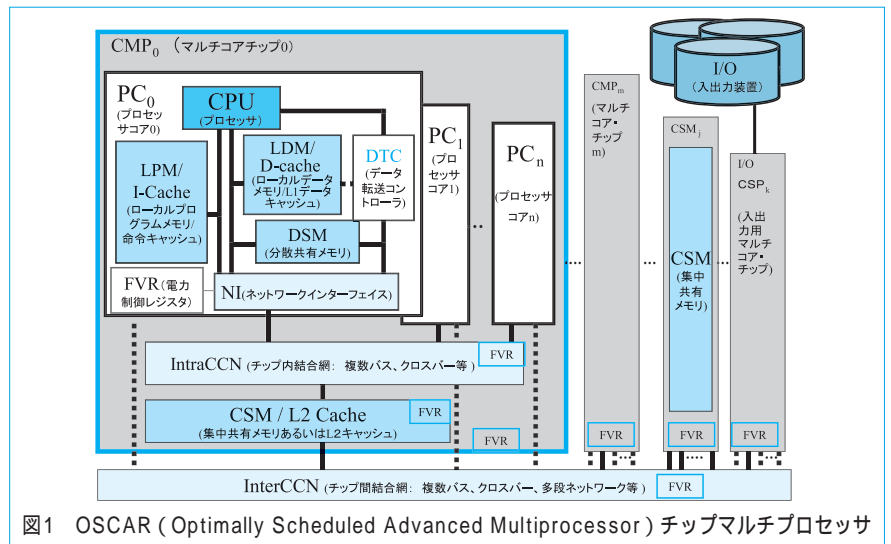 CMP0 (マルチコアチップ0)
PC0
(プロセッ
サコア0)
CPU
(プロセッサ)
LPM/
I-Cache
(ローカルプロ
グラムメモリ/
命令キャッシュ)
LDM/
D-cache
(ローカルデータ
メモリ/L1データ
キャッシュ)
DTC
(データ
転送コント
ローラ)
DSM
(分散共有メモリ)
FVR(電力
制御レジスタ)
NI(ネットワークインターフェイス)
PC1
(プロ
セッサ
コア1)
‥
PCn
(プロセッサ
コアn)
IntraCCN (チップ内結合網: 複数バス、クロスバー等)
FVR
CSM / L2 Cache
(集中共有メモリあるいはL2キャッシュ)
FVR
FVR
InterCCN (チップ間結合網: 複数バス、クロスバー、多段ネットワーク等)
FVR
CMPm
(マルチ
コア・
チップ
m)
FVR
CSMj
CSM
(集中
共有
メモリ)
FVR
I/O
(入出力装置)
I/O
CSPk
(入出
力用
マルチ
コア・
チップ)
FVR
図1 OSCAR(Optimally Scheduled Advanced Multiprocessor)チップマルチプロセッサ